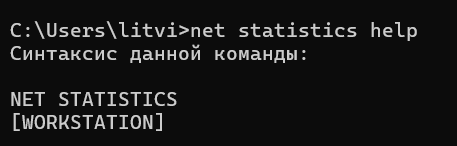 C:\Users\litvi>net statistics help
Синтаксис данной команды:
NET STATISTICS
[WORKSTATION]